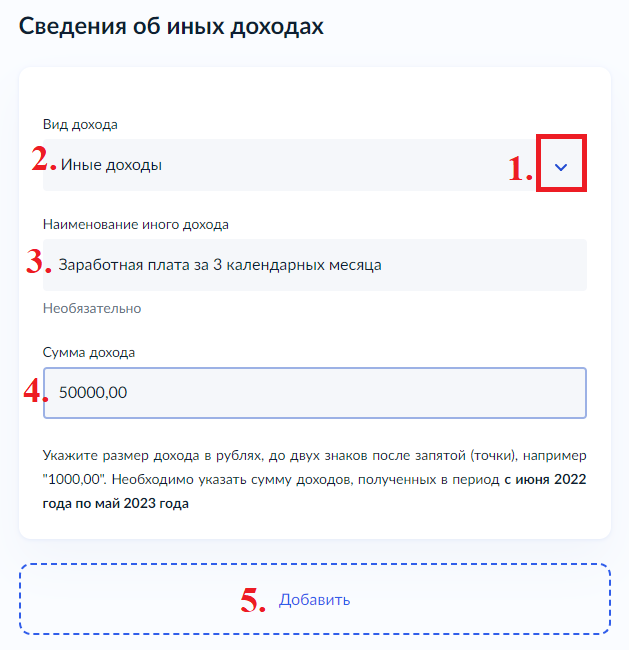 Сведения об иных доходах
Вид дохода
2. Иные доходы 1.
Наименование иного дохода
3. Заработная плата за 3 календарных месяца
Необязательно
Сумма дохода
4. 50000,00
Укажите размер дохода в рублях, до двух знаков после запятой (точки), например
"1000,00". Необходимо указать сумму доходов, полученных в период с июня 2022
года по май 2023 года
5. Добавить